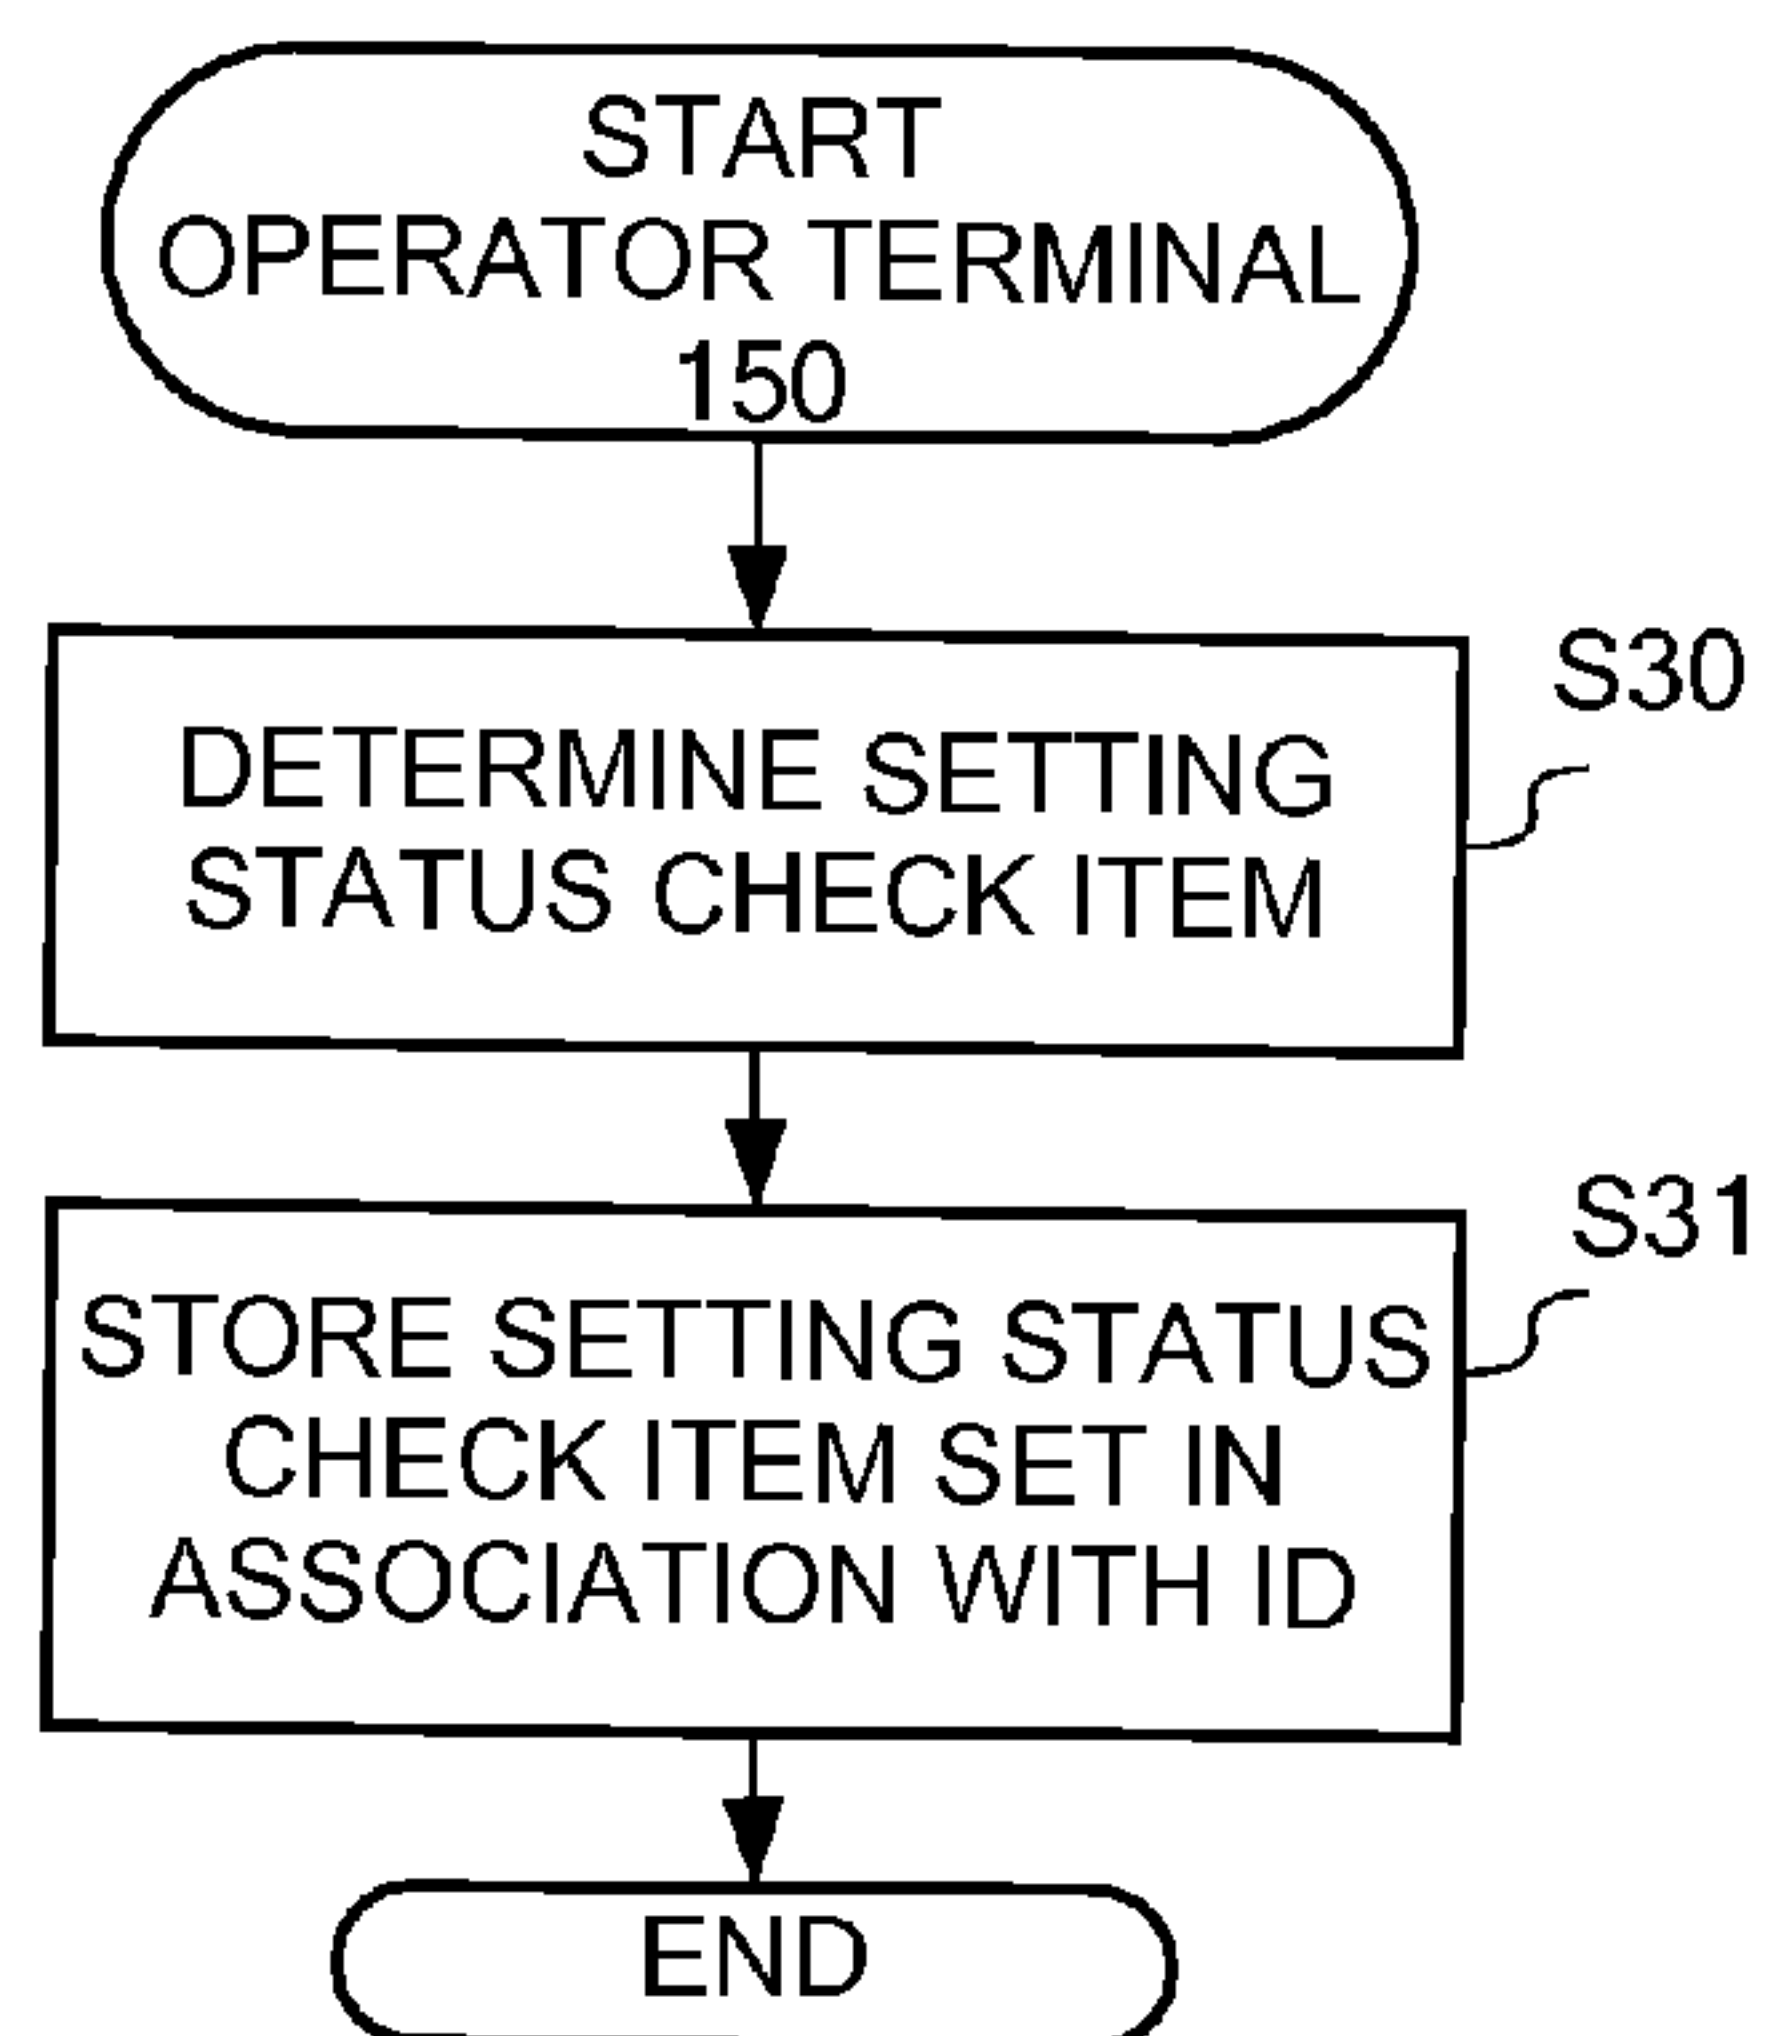 START
OPERATOR TERMINAL
150
S30
DETERMINE SETTING
STATUS CHECK ITEM
S31
STORE SETTING STATUS
CHECK ITEM SET IN
ASSOCIATION WITH ID
END